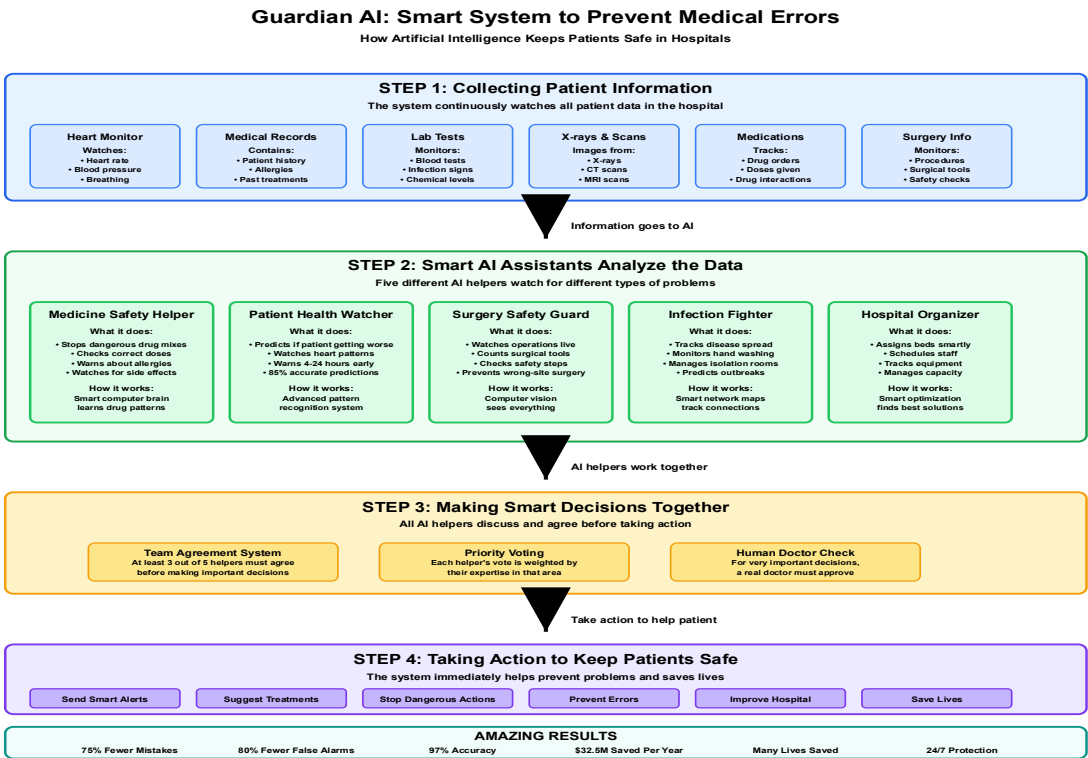 Guardian AI: Smart System to Prevent Medical Errors
How Artificial Intelligence Keeps Patients Safe in Hospitals
STEP 1: Collecting Patient Information
The system continuously watches all patient data in the hospital
Heart Monitor
Watches:
• Heart rate
• Blood pressure
• Breathing
Medical Records
Contains:
• Patient history
• Allergies
• Past treatments
Lab Tests
Monitors:
• Blood tests
• Infection signs
• Chemical levels
X-rays & Scans
Images from:
• X-rays
• CT scans
• MRI scans
Medications
Tracks:
• Drug orders
• Doses given
• Drug interactions
Surgery Info
Monitors:
• Procedures
• Surgical tools
• Safety checks
Information goes to AI
STEP 2: Smart AI Assistants Analyze the Data
Five different AI helpers watch for different types of problems
Medicine Safety Helper
What it does:
• Stops dangerous drug mixes
• Checks correct doses
• Warns about allergies
• Watches for side effects
How it works:
Smart computer brain
learns drug patterns
Patient Health Watcher
What it does:
• Predicts if patient getting worse
• Watches heart patterns
• Warns 4-24 hours early
• 85% accurate predictions
How it works:
Advanced pattern
recognition system
Surgery Safety Guard
What it does:
• Watches operations live
• Counts surgical tools
• Checks safety steps
• Prevents wrong-site surgery
How it works:
Computer vision
sees everything
Infection Fighter
What it does:
• Tracks disease spread
• Monitors hand washing
• Manages isolation rooms
• Predicts outbreaks
How it works:
Smart network maps
track connections
Hospital Organizer
What it does:
• Assigns beds smartly
• Schedules staff
• Tracks equipment
• Manages capacity
How it works:
Smart optimization
finds best solutions
AI helpers work together
STEP 3: Making Smart Decisions Together
All AI helpers discuss and agree before taking action
Team Agreement System
At least 3 out of 5 helpers must agree
before making important decisions
Priority Voting
Each helper's vote is weighted by
their expertise in that area
Human Doctor Check
For very important decisions,
a real doctor must approve
Take action to help patient
STEP 4: Taking Action to Keep Patients Safe
The system immediately helps prevent problems and saves lives
Send Smart Alerts
Suggest Treatments
Stop Dangerous Actions
Prevent Errors
Improve Hospital
Save Lives
AMAZING RESULTS
75% Fewer Mistakes
80% Fewer False Alarms
97% Accuracy
$32.5M Saved Per Year
Many Lives Saved
24/7 Protection